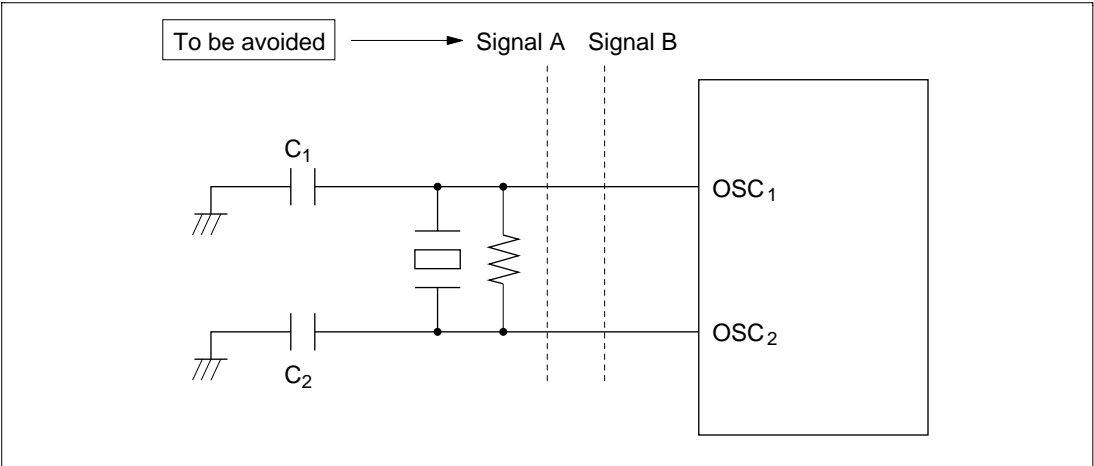 To be avoided Signal A Signal B
C1
OSC1
OSC2
C2